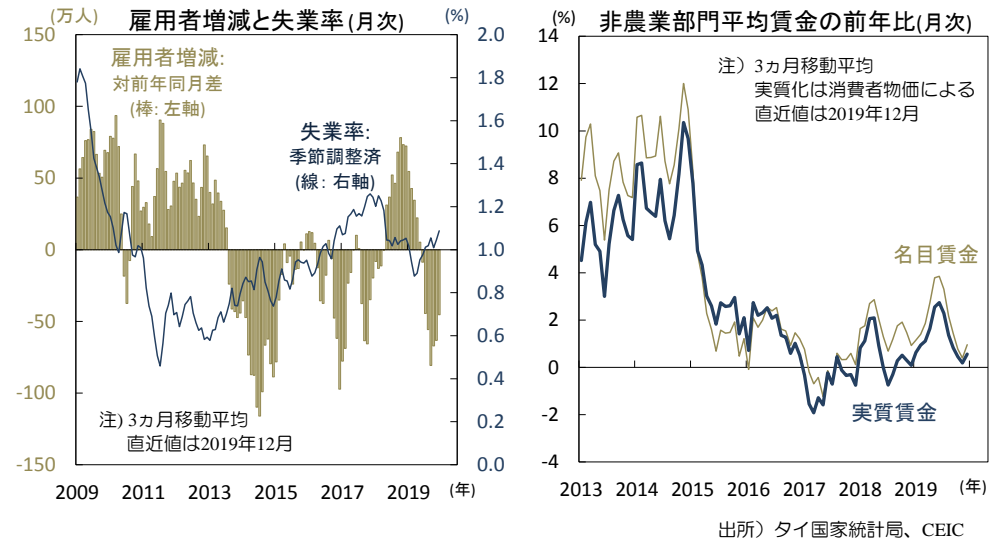 雇用者増減と失業率(月次)
(万人)
(%)
150
100
50
0
-50
-100
-150
2.0
1.8
1.6
1.4
1.2
1.0
0.8
0.6
0.4
0.2
0.0
雇用者増減:
対前年同月差
(棒: 左軸)
失業率:
季節調整済
(線: 右軸)
注) 3ヵ月移動平均
直近値は2019年12月
2009 2011 2013 2015 2017 2019 (年)
非農業部門平均賃金の前年比(月次)
(%)
14
12
10
8
6
4
2
0
-2
-4
注）3ヵ月移動平均
実質化は消費者物価による
直近値は2019年12月
名目賃金
実質賃金
2013 2014 2015 2016 2017 2018 2019 (年)
出所）タイ国家統計局、CEIC